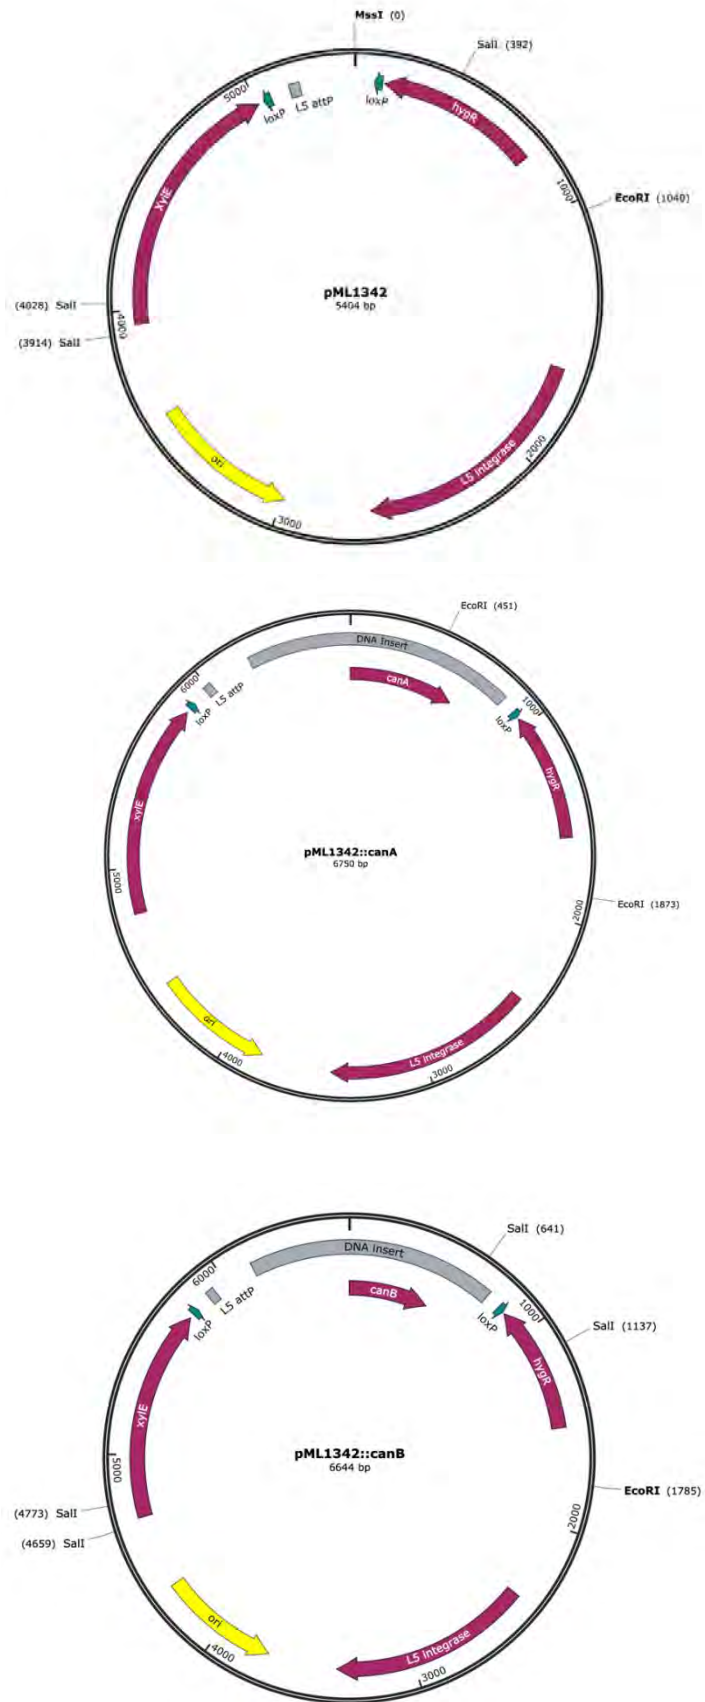 MssI (0)
SalI (392)
5000
loxP
L5 attP
loxP
hygR
XylE
1000
EcoRI (1040)
pML1342
5404 bp
(4028) SalI
4000
(3914) SalI
2000
L5 integrase
ori
3000
EcoRI (451)
DNA Insert
6000
L5 attP
loxP
canA
1000
loxP
hygR
xylE
pML1342::canA
6750 bp
5000
EcoRI (1873)
2000
ori
4000
L5 integrase
3000
SalI (641)
DNA Insert
6000
L5 attP
loxP
canB
1000
loxP
SalI (1137)
hygR
xylE
pML1342::canB
6644 bp
5000
EcoRI (1785)
(4773) SalI
2000
(4659) SalI
ori
4000
L5 integrase
3000